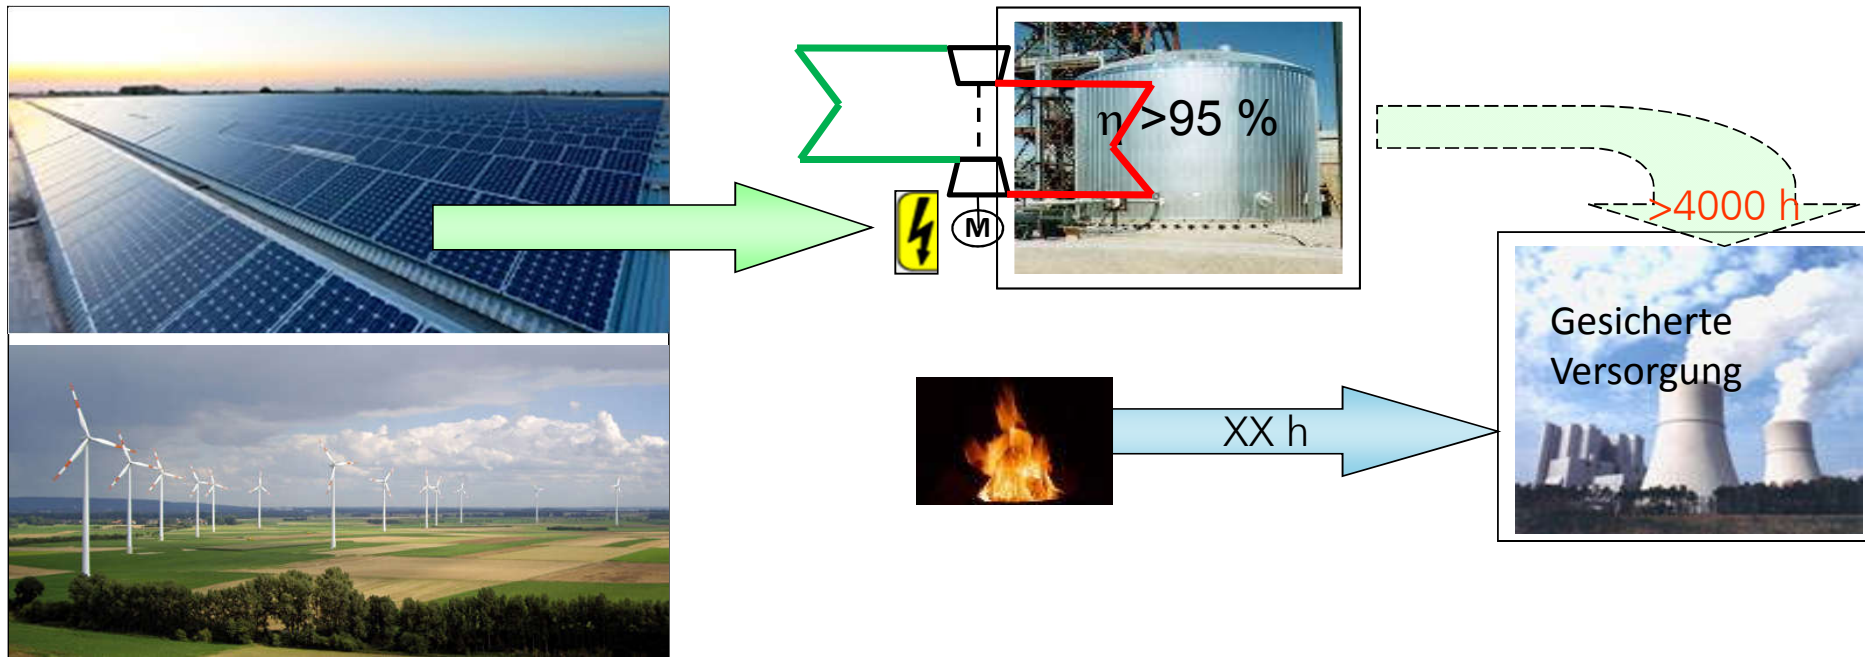 η >95 %
M
>4000 h
Gesicherte
Versorgung
XX h